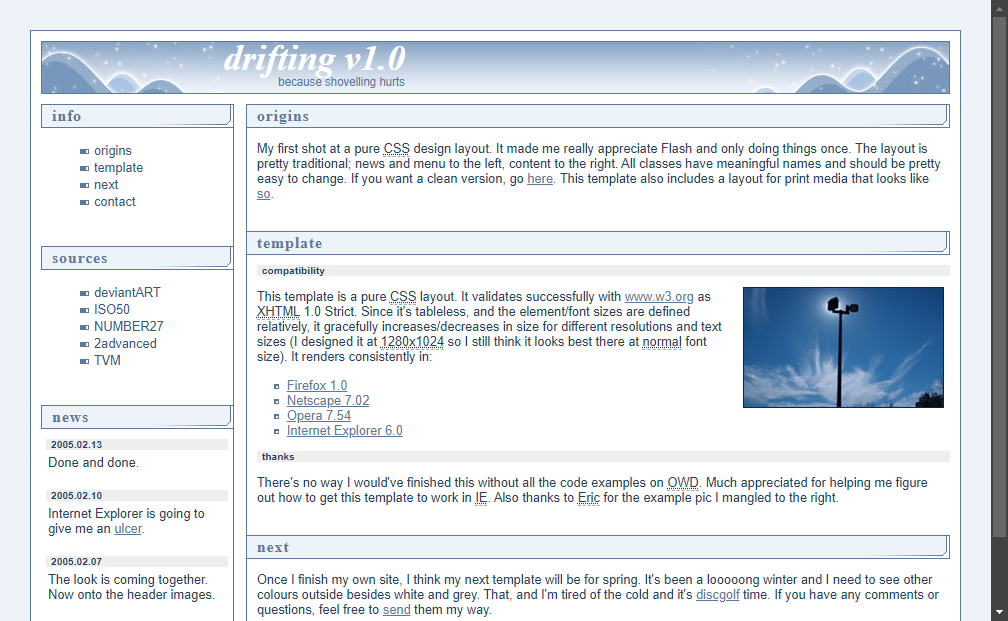 drifting v1.0
because shovelling hurts
info
origins
template
next
contact
sources
deviantART
ISO50
NUMBER27
2advanced
TVM
news
2005.02.13
Done and done.
2005.02.10
Internet Explorer is going to
give me an ulcer.
2005.02.07
The look is coming together.
Now onto the header images.
origins
My first shot at a pure CSS design layout. It made me really appreciate Flash and only doing things once. The layout is
pretty traditional; news and menu to the left, content to the right. All classes have meaningful names and should be pretty
easy to change. If you want a clean version, go here. This template also includes a layout for print media that looks like
so.
template
compatibility
This template is a pure CSS layout. It validates successfully with www.w3.org as
XHTML 1.0 Strict. Since it's tableless, and the element/font sizes are defined
relatively, it gracefully increases/decreases in size for different resolutions and text
sizes (I designed it at 1280x1024 so I still think it looks best there at normal font
size). It renders consistently in:
Firefox 1.0
Netscape 7.02
Opera 7.54
Internet Explorer 6.0
thanks
There's no way I would've finished this without all the code examples on OWD. Much appreciated for helping me figure
out how to get this template to work in IE. Also thanks to Eric for the example pic I mangled to the right.
next
Once I finish my own site, I think my next template will be for spring. It's been a looooong winter and I need to see other
colours outside besides white and grey. That, and I'm tired of the cold and it's discgolf time. If you have any comments or
questions, feel free to send them my way.